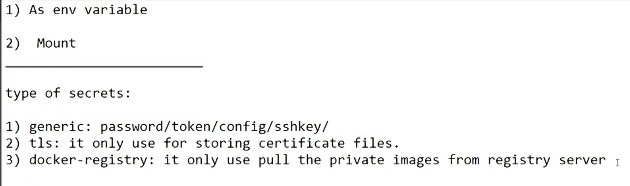 1) As env variable
2)  Mount
type of secrets:
1) generic: password/token/config/sshkey/
2) tls: it only use for storing certificate files.
3) docker-registry: it only use pull the private images from registry server